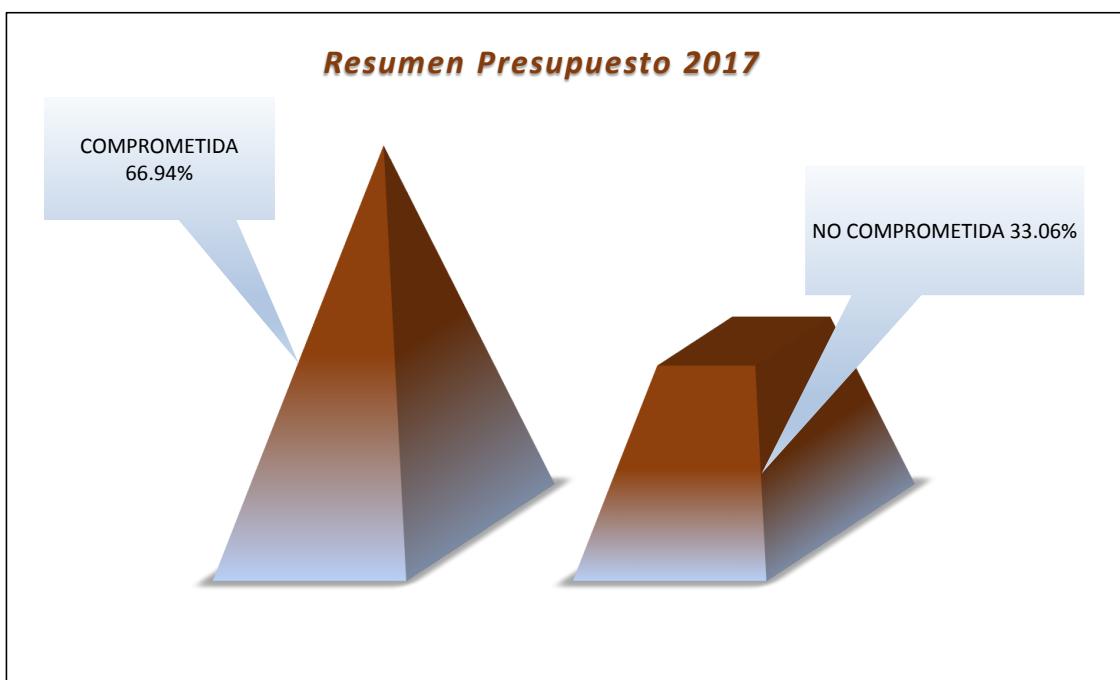 Resumen Presupuesto 2017
COMPROMETIDA
66.94%
NO COMPROMETIDA 33.06%